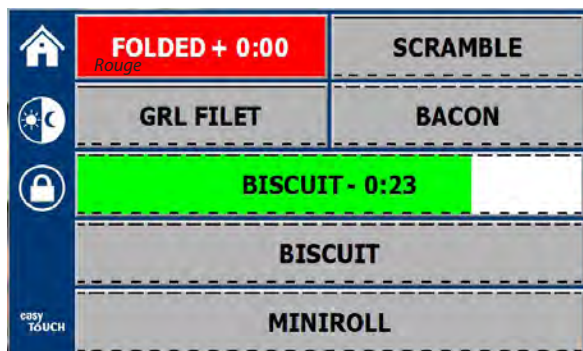 FOLDED + 0:00
Rouge
SCRAMBLE
GRL FILET
BACON
BISCUIT - 0:23
BISCUIT
MINIROLL
easy
TOUCH